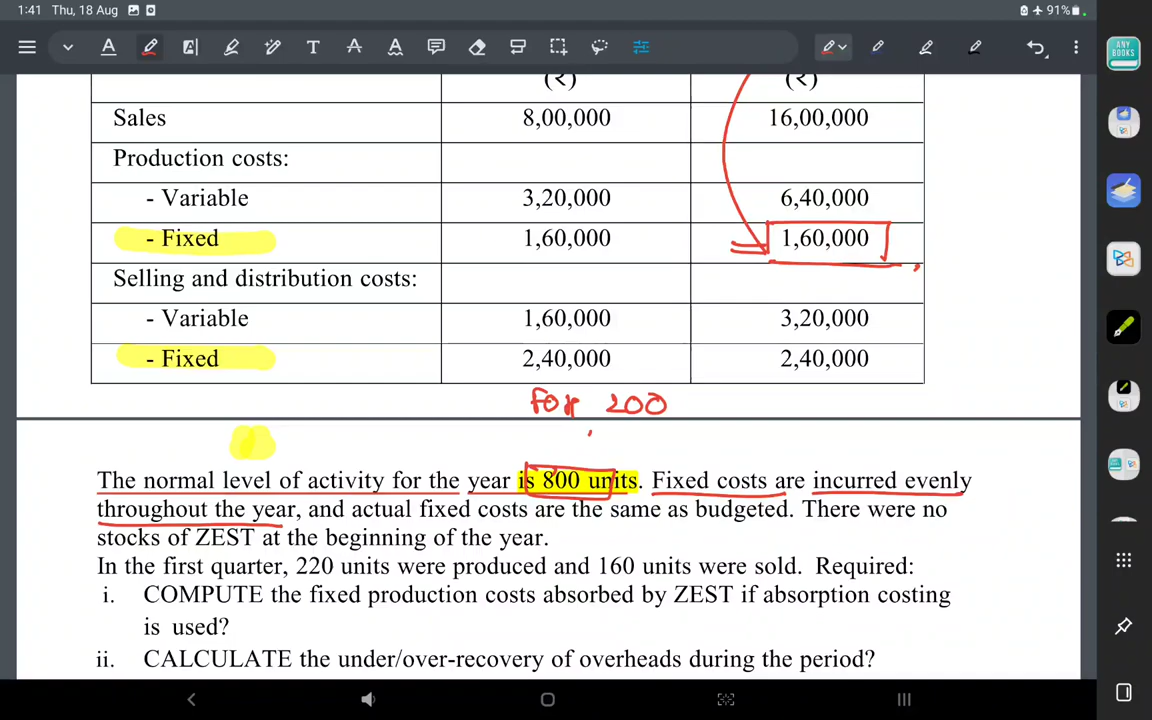 1:41 Thu, 18 Aug 91%
(₹) (₹)
Sales 8,00,000 16,00,000
Production costs:
- Variable 3,20,000 6,40,000
- Fixed 1,60,000 1,60,000
Selling and distribution costs:
- Variable 1,60,000 3,20,000
- Fixed 2,40,000 2,40,000
For 200
The normal level of activity for the year is 800 units. Fixed costs are incurred evenly
throughout the year, and actual fixed costs are the same as budgeted. There were no
stocks of ZEST at the beginning of the year.
In the first quarter, 220 units were produced and 160 units were sold. Required:
i. COMPUTE the fixed production costs absorbed by ZEST if absorption costing
is used?
ii. CALCULATE the under/over-recovery of overheads during the period?
ANY
BOOKS